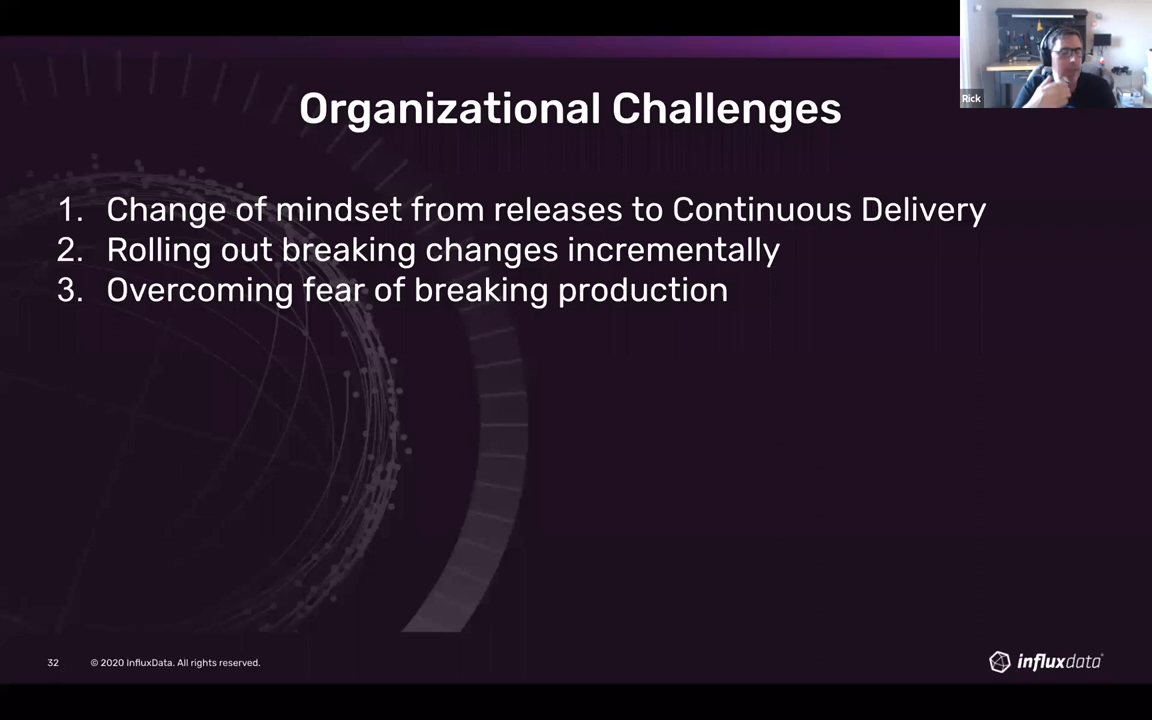 Organizational Challenges
Rick
1. Change of mindset from releases to Continuous Delivery
2. Rolling out breaking changes incrementally
3. Overcoming fear of breaking production
32 © 2020 InfluxData. All rights reserved.
influxdata®